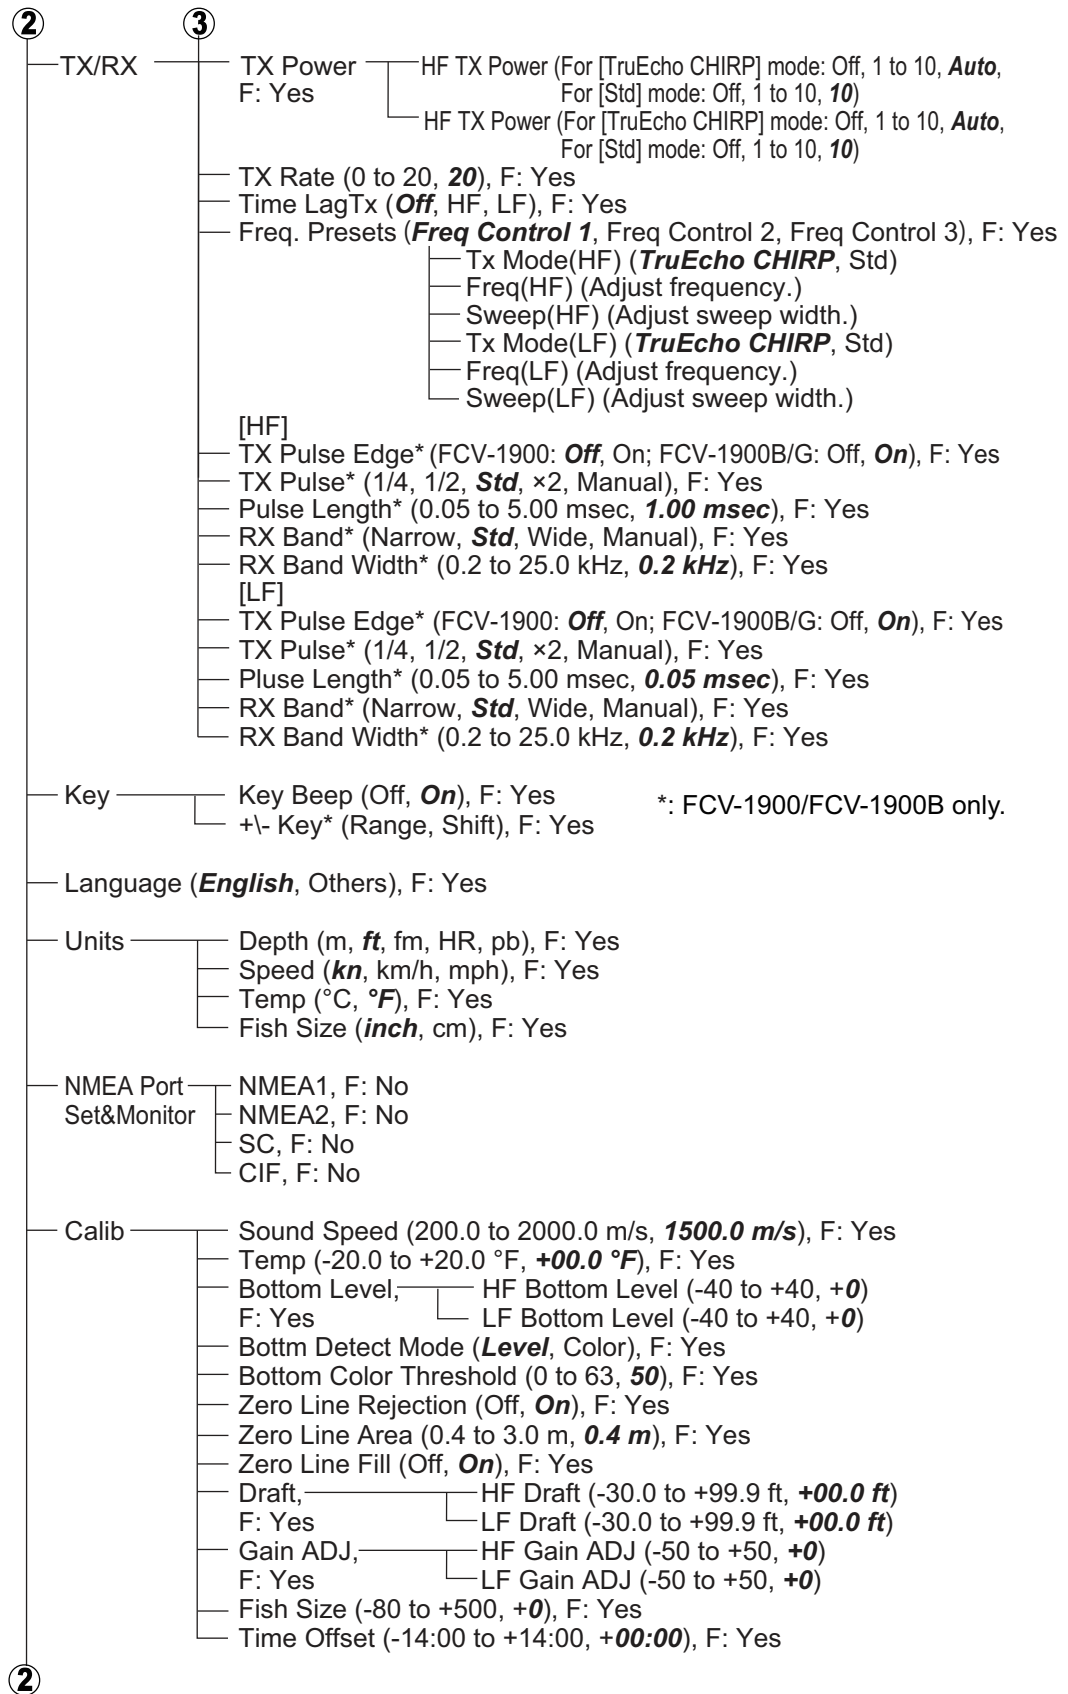 2 3
TX/RX TX Power HF TX Power (For [TruEcho CHIRP] mode: Off, 1 to 10, Auto,
F: Yes For [Std] mode: Off, 1 to 10, 10)
HF TX Power (For [TruEcho CHIRP] mode: Off, 1 to 10, Auto,
For [Std] mode: Off, 1 to 10, 10)
TX Rate (0 to 20, 20), F: Yes
Time LagTx (Off, HF, LF), F: Yes
Freq. Presets (Freq Control 1, Freq Control 2, Freq Control 3), F: Yes
Tx Mode(HF) (TruEcho CHIRP, Std)
Freq(HF) (Adjust frequency.)
Sweep(HF) (Adjust sweep width.)
Tx Mode(LF) (TruEcho CHIRP, Std)
Freq(LF) (Adjust frequency.)
Sweep(LF) (Adjust sweep width.)
[HF]
TX Pulse Edge* (FCV-1900: Off, On; FCV-1900B/G: Off, On), F: Yes
TX Pulse* (1/4, 1/2, Std, ×2, Manual), F: Yes
Pulse Length* (0.05 to 5.00 msec, 1.00 msec), F: Yes
RX Band* (Narrow, Std, Wide, Manual), F: Yes
RX Band Width* (0.2 to 25.0 kHz, 0.2 kHz), F: Yes
[LF]
TX Pulse Edge* (FCV-1900: Off, On; FCV-1900B/G: Off, On), F: Yes
TX Pulse* (1/4, 1/2, Std, ×2, Manual), F: Yes
Pluse Length* (0.05 to 5.00 msec, 0.05 msec), F: Yes
RX Band* (Narrow, Std, Wide, Manual), F: Yes
RX Band Width* (0.2 to 25.0 kHz, 0.2 kHz), F: Yes
Key Key Beep (Off, On), F: Yes *: FCV-1900/FCV-1900B only.
+\- Key* (Range, Shift), F: Yes
Language (English, Others), F: Yes
Units Depth (m, ft, fm, HR, pb), F: Yes
Speed (kn, km/h, mph), F: Yes
Temp (°C, °F), F: Yes
Fish Size (inch, cm), F: Yes
NMEA Port NMEA1, F: No
Set&Monitor NMEA2, F: No
SC, F: No
CIF, F: No
Calib Sound Speed (200.0 to 2000.0 m/s, 1500.0 m/s), F: Yes
Temp (-20.0 to +20.0 °F, +00.0 °F), F: Yes
Bottom Level, HF Bottom Level (-40 to +40, +0)
F: Yes LF Bottom Level (-40 to +40, +0)
Bottm Detect Mode (Level, Color), F: Yes
Bottom Color Threshold (0 to 63, 50), F: Yes
Zero Line Rejection (Off, On), F: Yes
Zero Line Area (0.4 to 3.0 m, 0.4 m), F: Yes
Zero Line Fill (Off, On), F: Yes
Draft, HF Draft (-30.0 to +99.9 ft, +00.0 ft)
F: Yes LF Draft (-30.0 to +99.9 ft, +00.0 ft)
Gain ADJ, HF Gain ADJ (-50 to +50, +0)
F: Yes LF Gain ADJ (-50 to +50, +0)
Fish Size (-80 to +500, +0), F: Yes
Time Offset (-14:00 to +14:00, +00:00), F: Yes
2